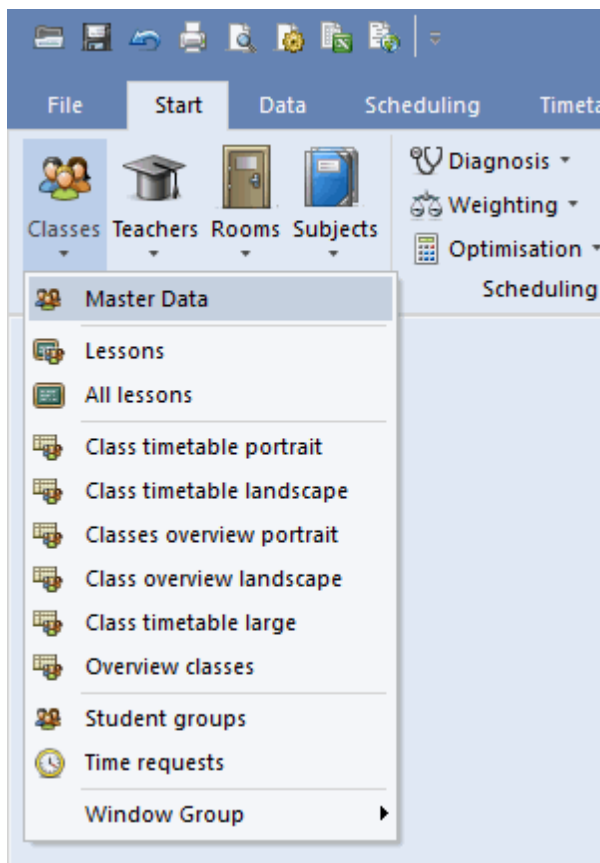 File Start Data Scheduling
Classes Teachers Rooms Subjects
Diagnosis
Weighting
Optimisation
Scheduling
Master Data
Lessons
All lessons
Class timetable portrait
Class timetable landscape
Classes overview portrait
Class overview landscape
Class timetable large
Overview classes
Student groups
Time requests
Window Group